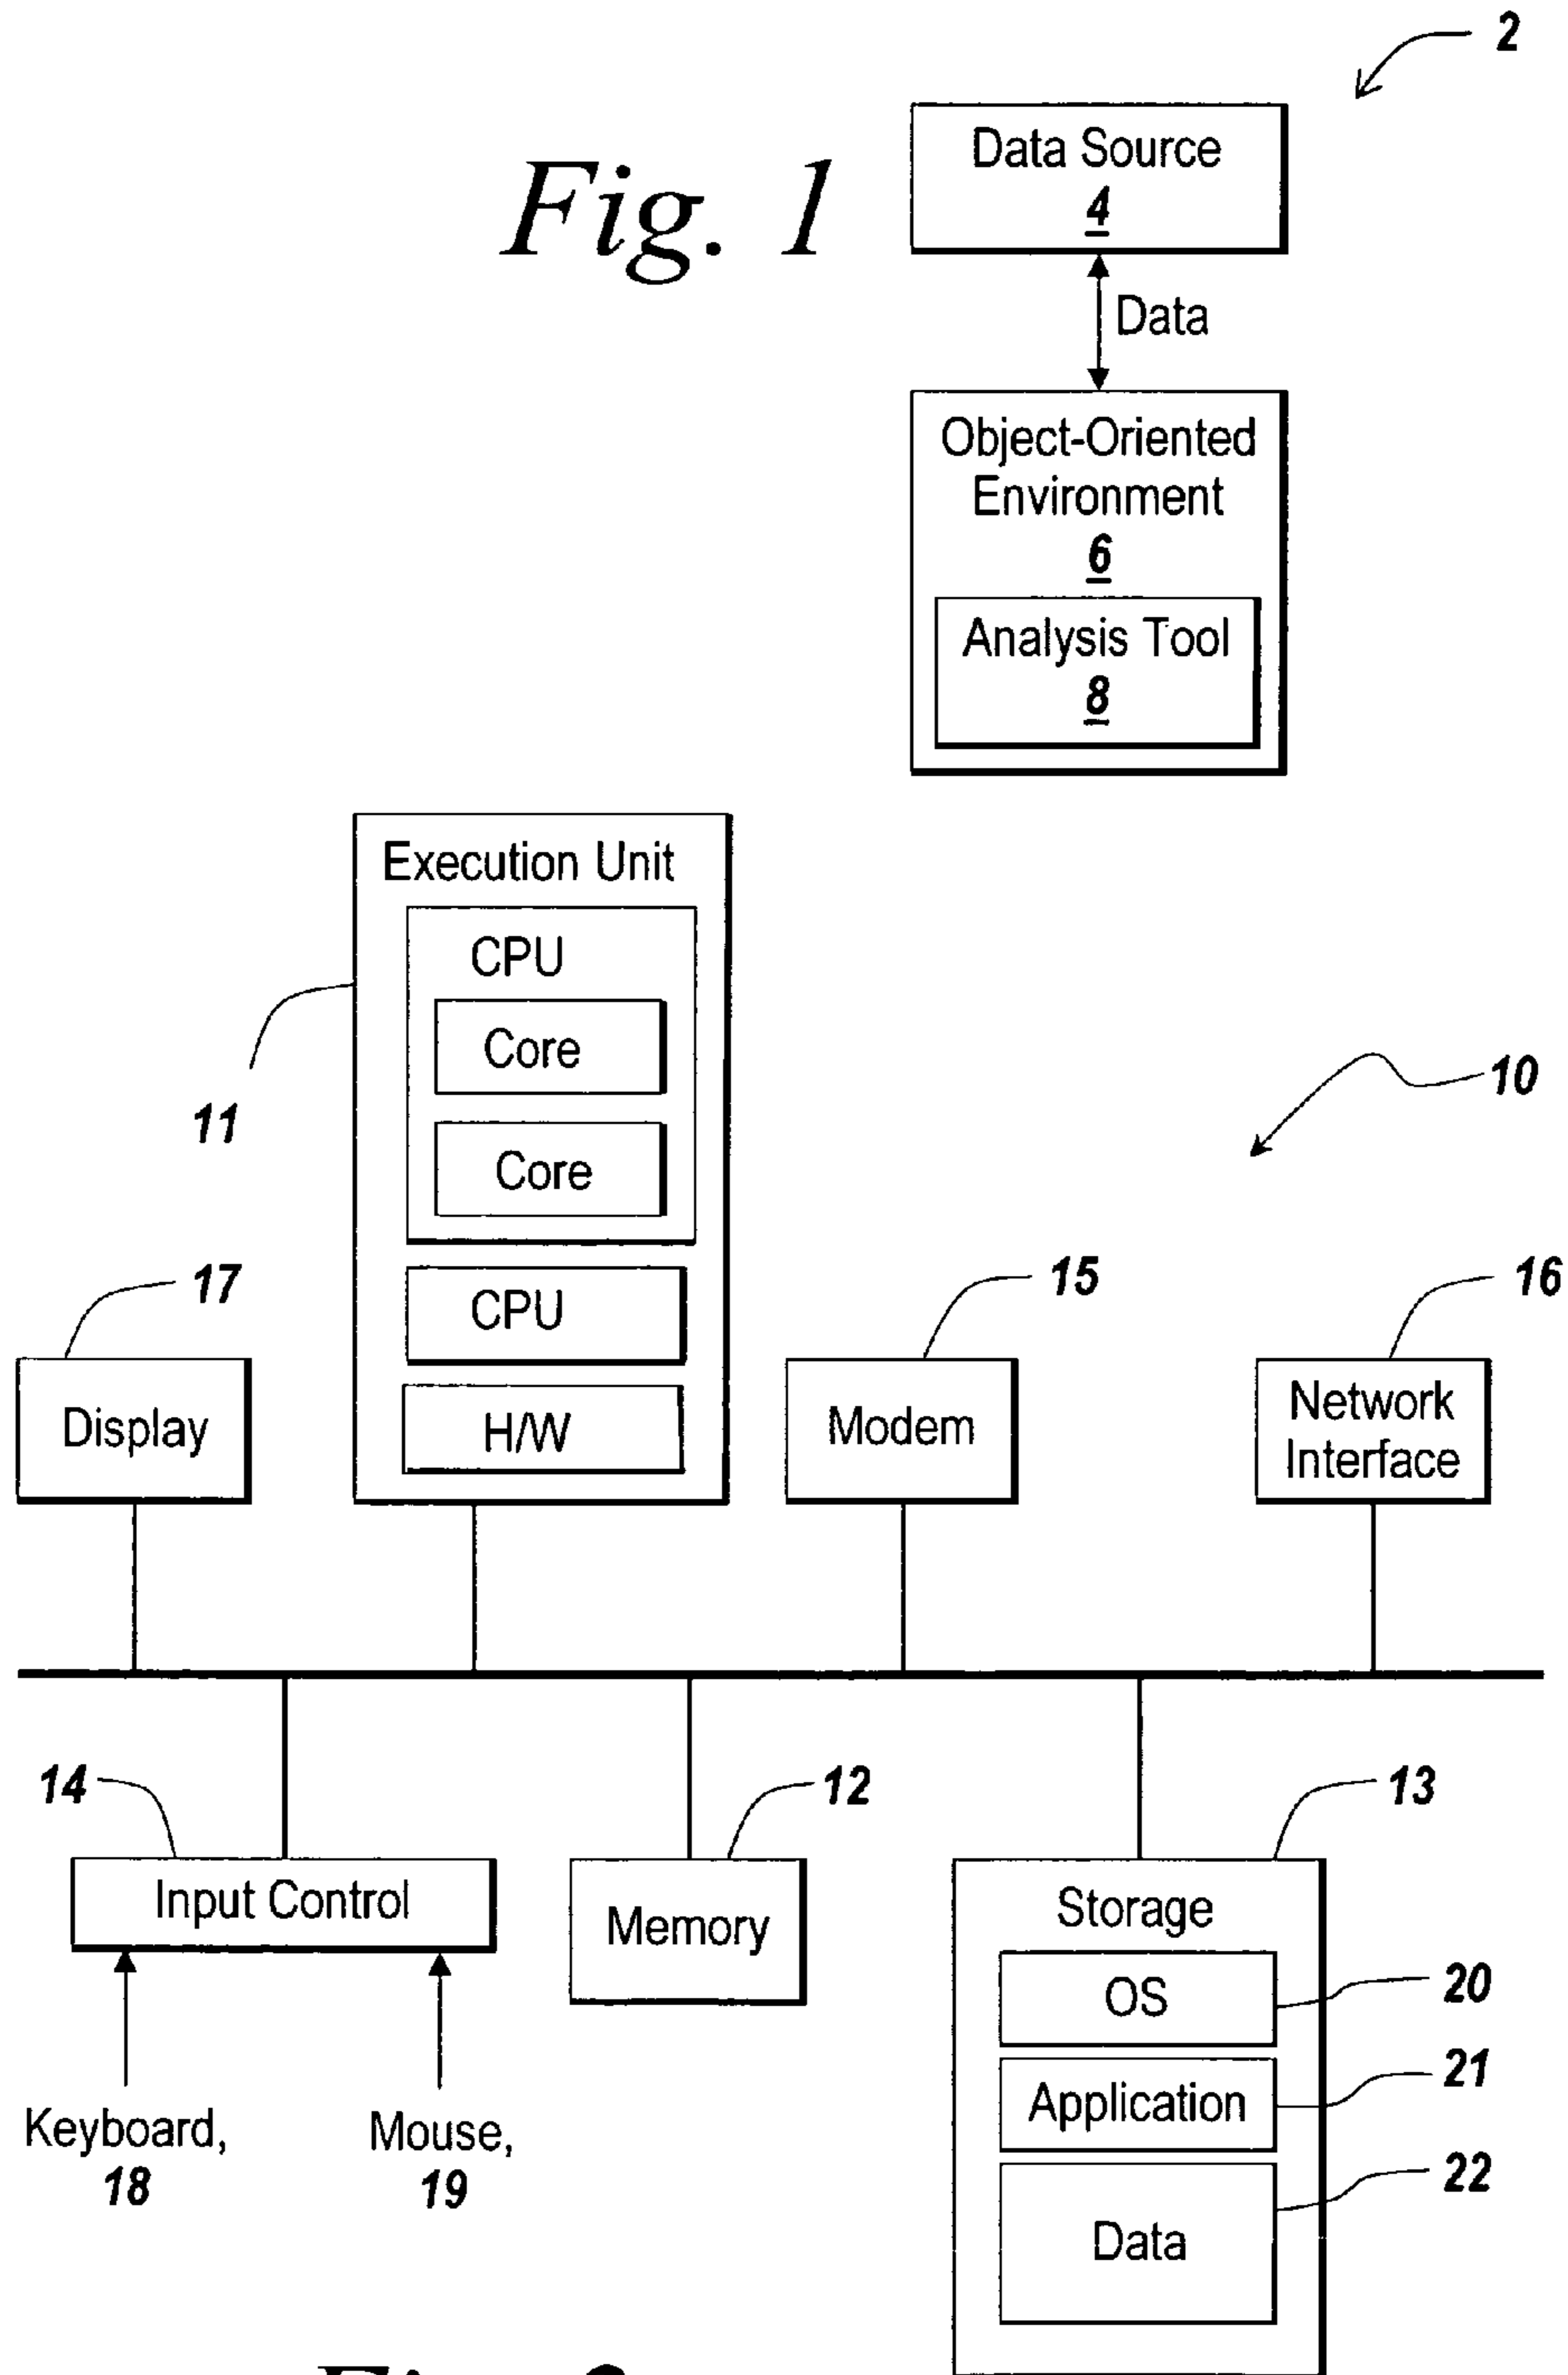 2
Fig. 1
Data Source
4
Data
Object-Oriented
Environment
6
Analysis Tool
8
Execution Unit
CPU
Core
Core
CPU
H/W
11
10
17
Display
15
Modem
16
Network
Interface
14
Input Control
Keyboard,
18
Mouse,
19
12
Memory
13
Storage
OS
20
Application
21
Data
22